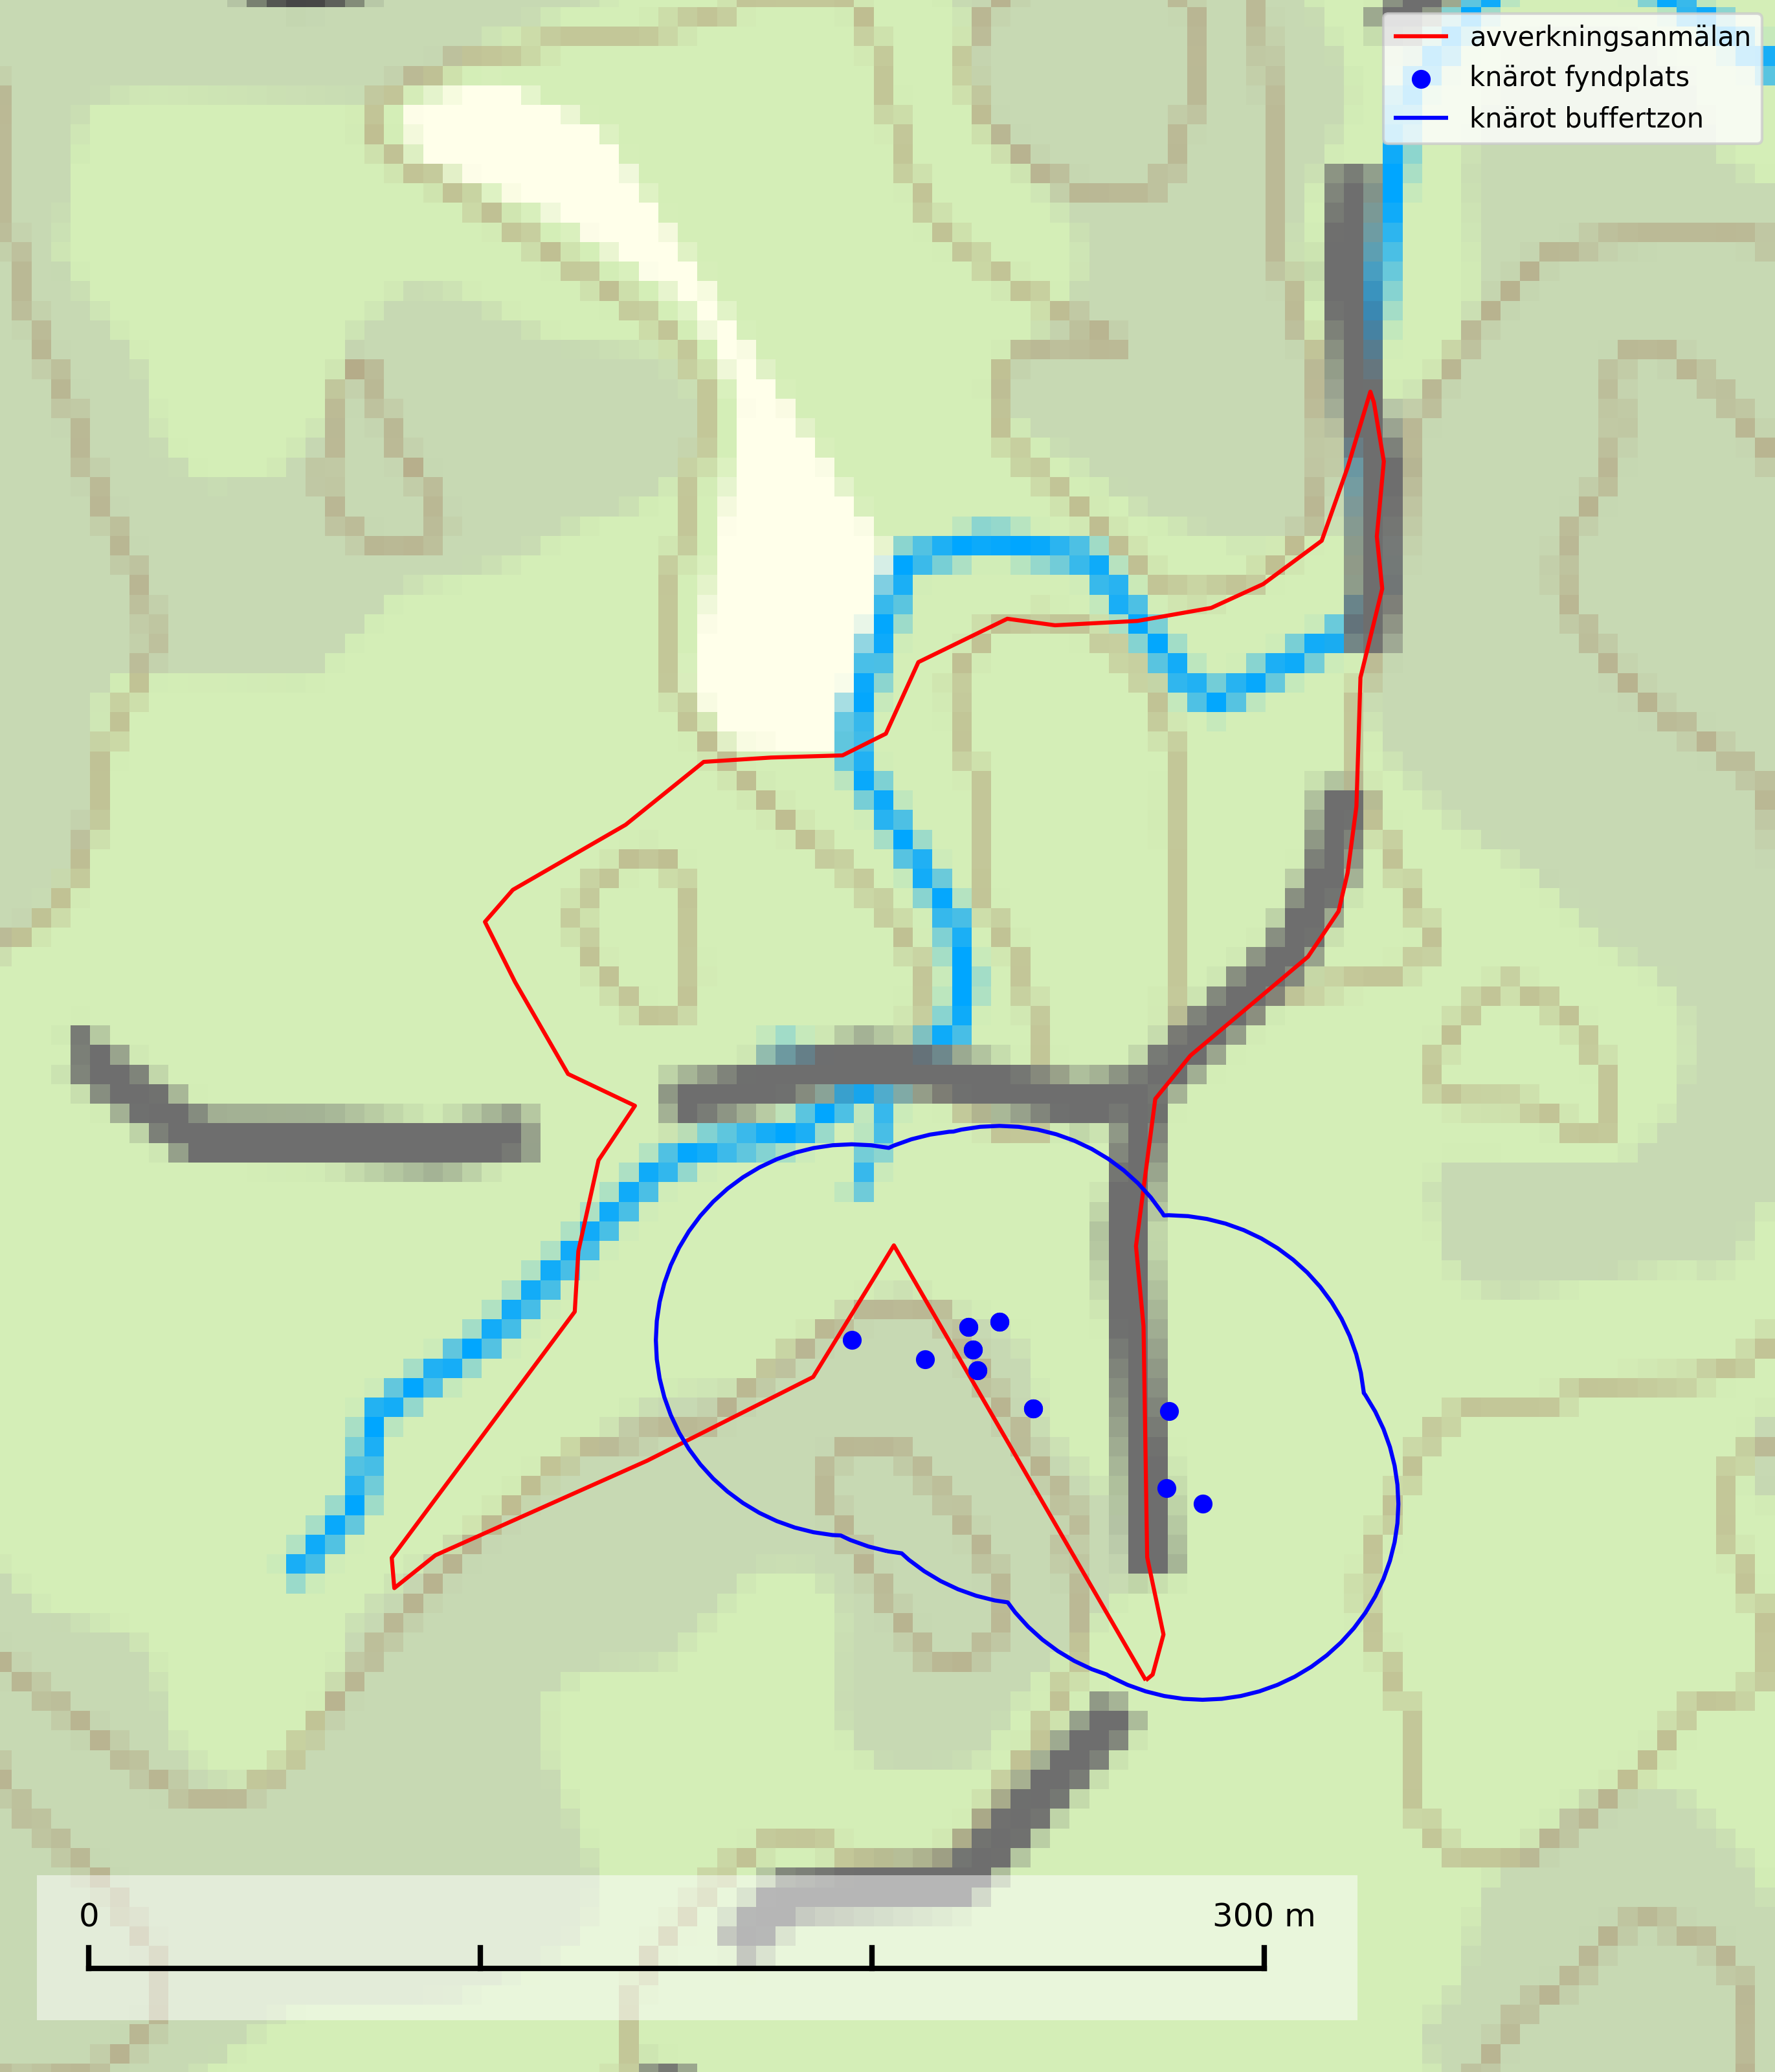 avverkningsanmälan
knärot fyndplats
knärot buffertzon
0 300 m